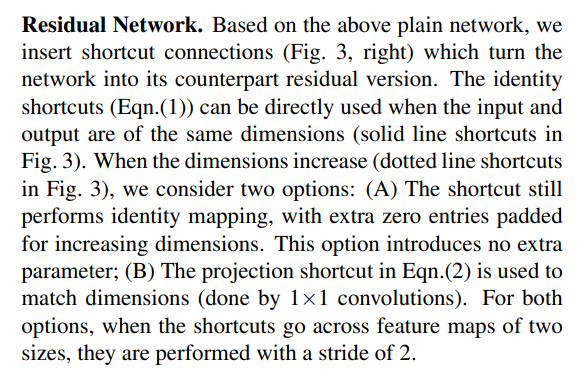 Residual Network. Based on the above plain network, we
insert shortcut connections (Fig. 3, right) which turn the
network into its counterpart residual version. The identity
shortcuts (Eqn.(1)) can be directly used when the input and
output are of the same dimensions (solid line shortcuts in
Fig. 3). When the dimensions increase (dotted line shortcuts
in Fig. 3), we consider two options: (A) The shortcut still
performs identity mapping, with extra zero entries padded
for increasing dimensions. This option introduces no extra
parameter; (B) The projection shortcut in Eqn.(2) is used to
match dimensions (done by 1×1 convolutions). For both
options, when the shortcuts go across feature maps of two
sizes, they are performed with a stride of 2.